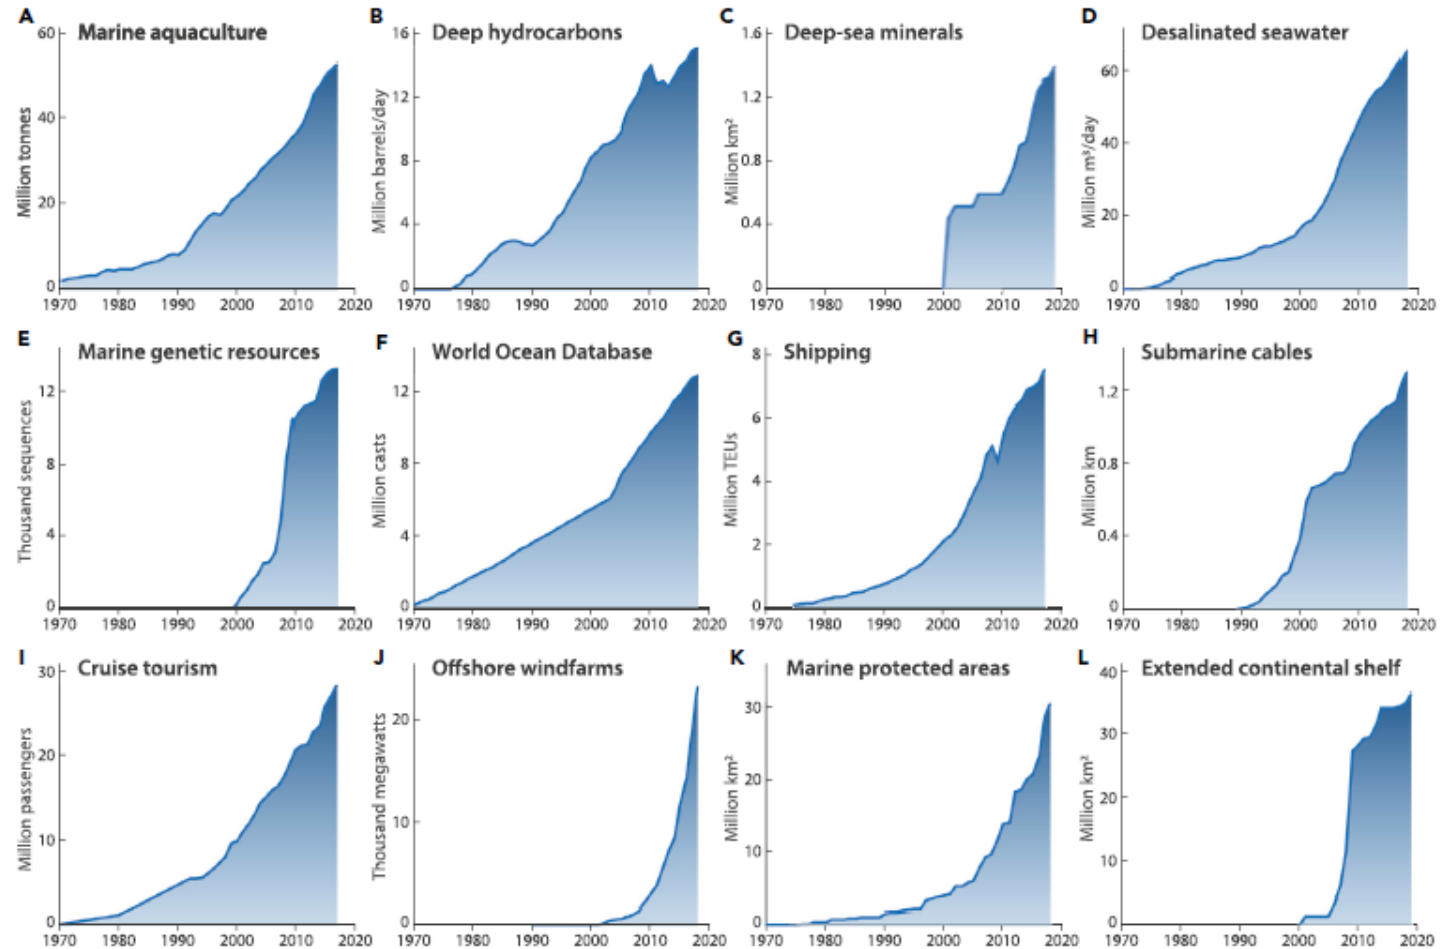 A Marine aquaculture
Million tonnes
60
40
20
0
1970 1980 1990 2000 2010 2020
B Deep hydrocarbons
Million barrels/day
16
12
8
4
0
1970 1980 1990 2000 2010 2020
C Deep-sea minerals
Million km²
1.6
1.2
0.8
0.4
0
1970 1980 1990 2000 2010 2020
D Desalinated seawater
Million m³/day
60
40
20
0
1970 1980 1990 2000 2010 2020
E Marine genetic resources
Thousand sequences
12
8
4
0
1970 1980 1990 2000 2010 2020
F World Ocean Database
Million casts
12
8
4
0
1970 1980 1990 2000 2010 2020
G Shipping
Million TEUs
8
6
4
2
0
1970 1980 1990 2000 2010 2020
H Submarine cables
Million km
1.2
0.8
0.4
0
1970 1980 1990 2000 2010 2020
I Cruise tourism
Million passengers
30
20
10
0
1970 1980 1990 2000 2010 2020
J Offshore windfarms
Thousand megawatts
20
10
0
1970 1980 1990 2000 2010 2020
K Marine protected areas
Million km²
30
20
10
0
1970 1980 1990 2000 2010 2020
L Extended continental shelf
Million km²
40
30
20
10
0
1970 1980 1990 2000 2010 2020